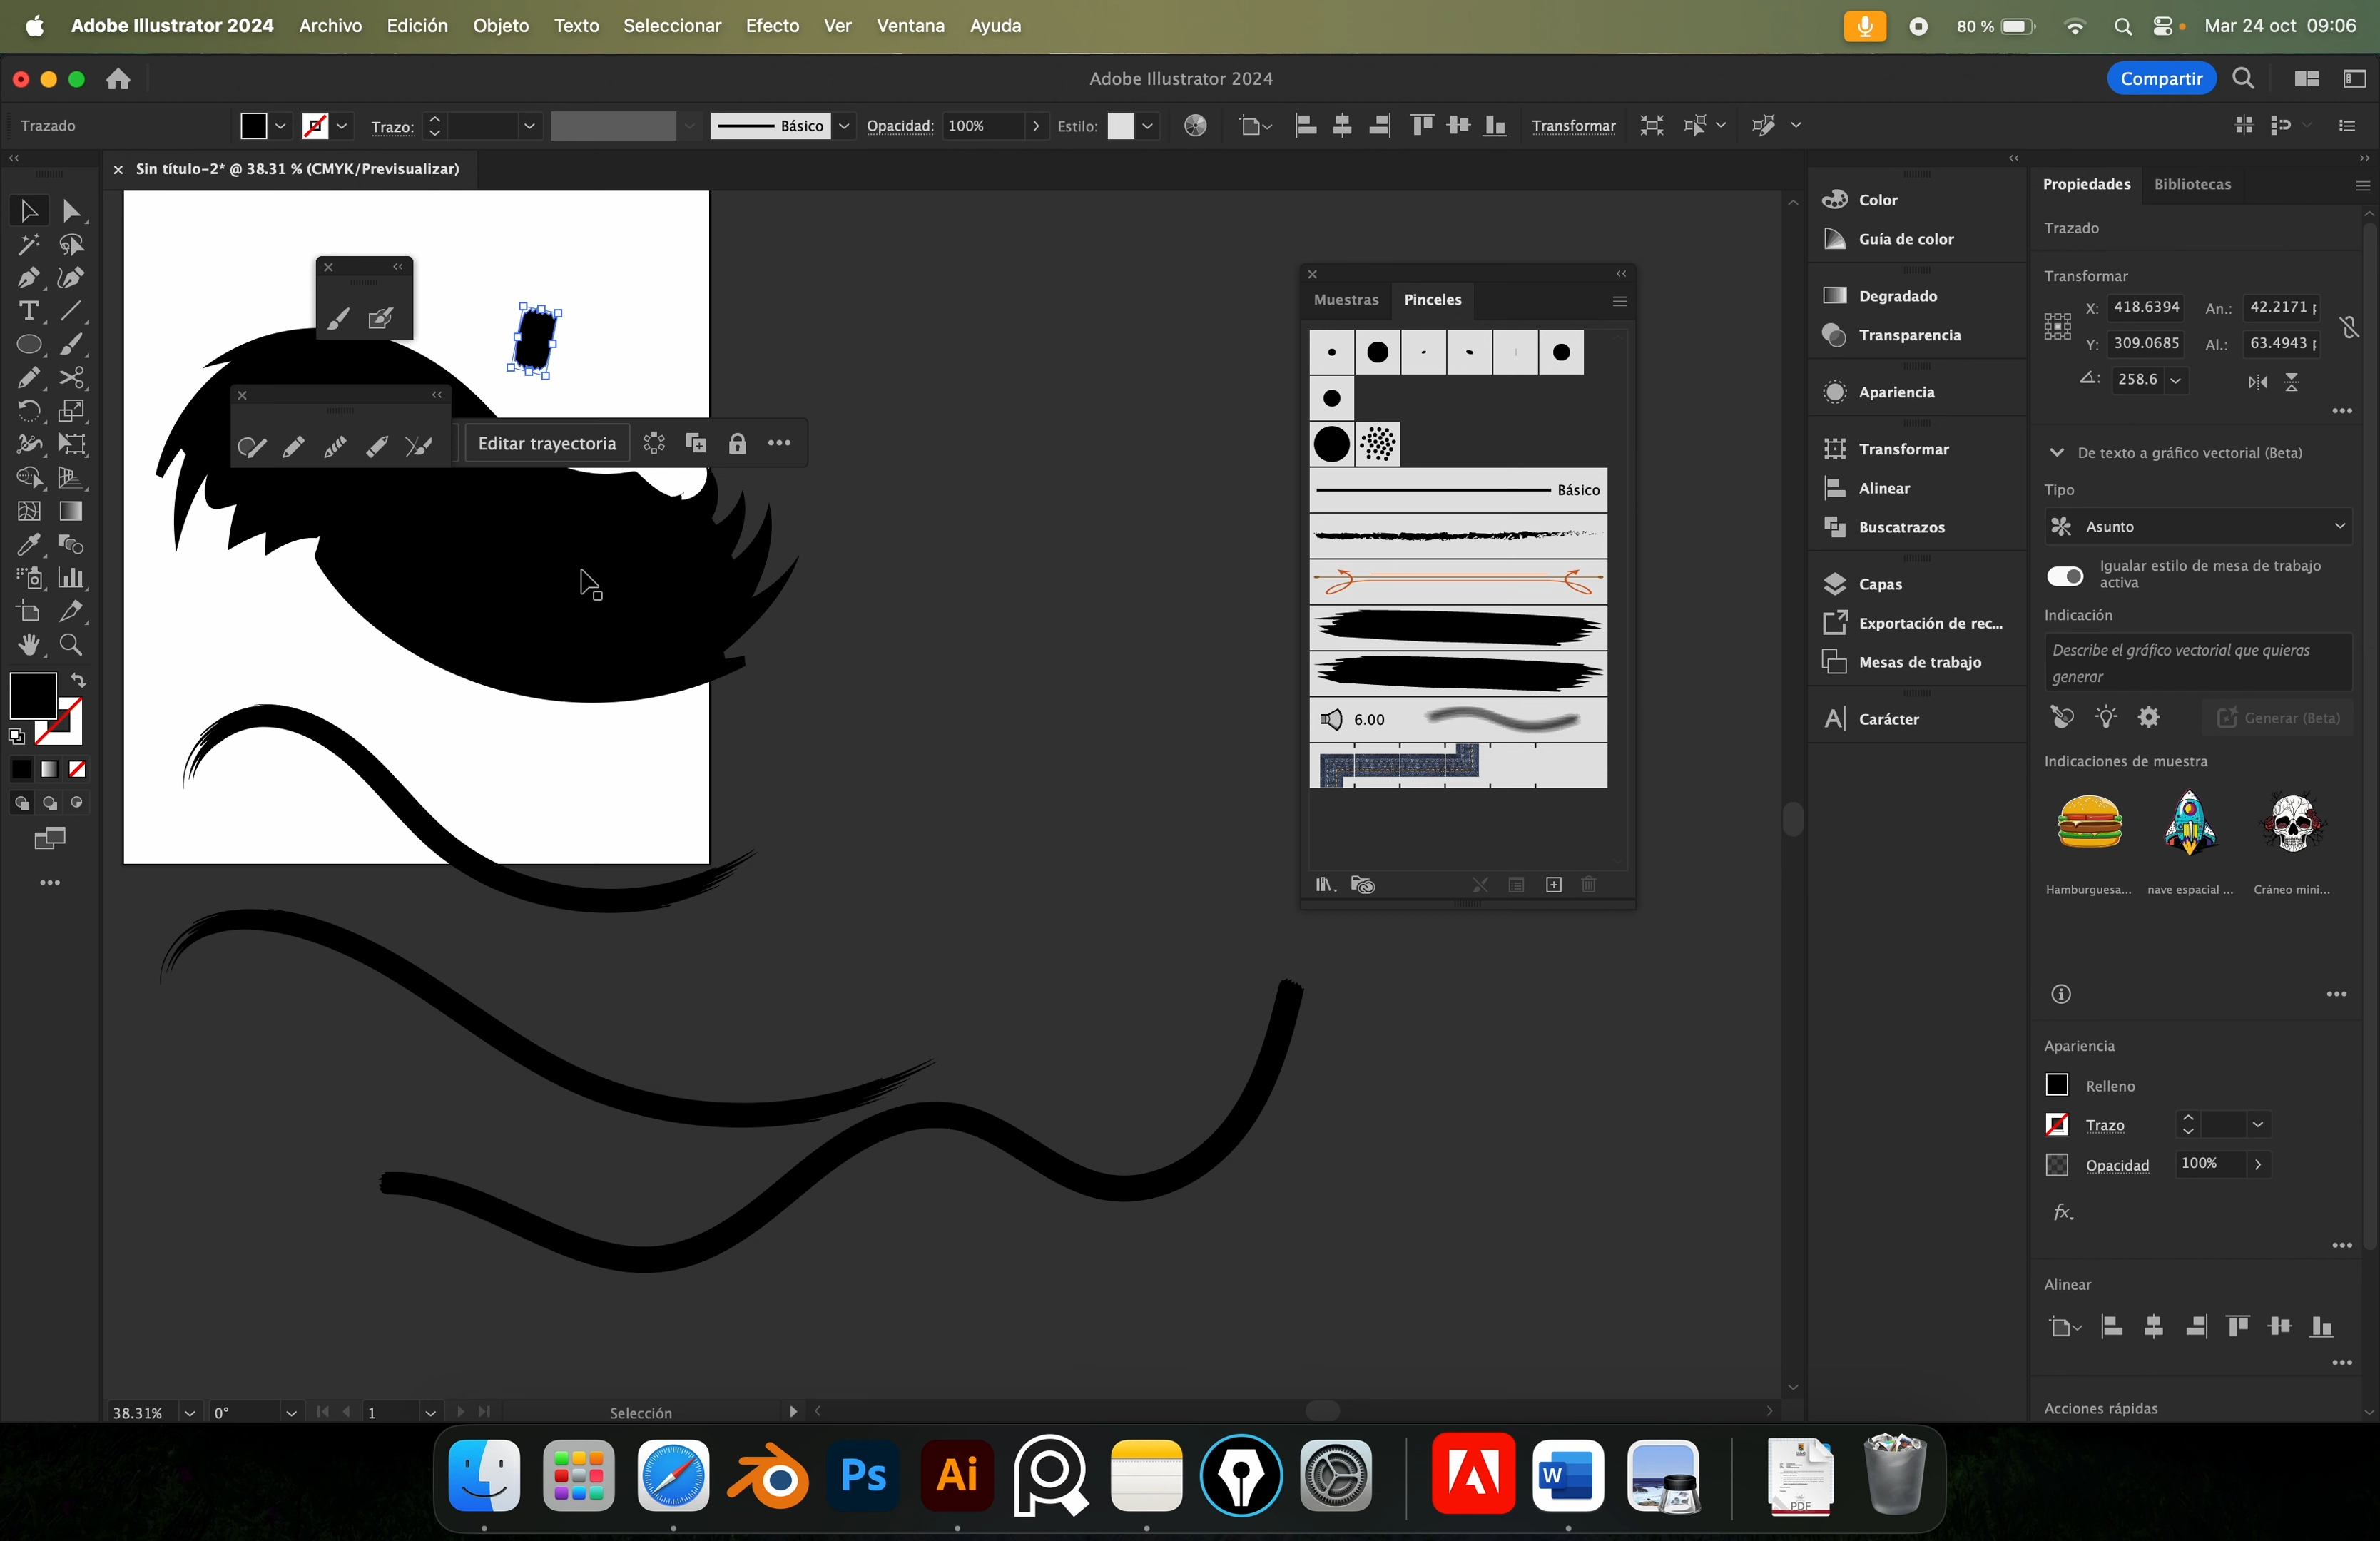 Adobe Illustrator 2024 Archivo Edición Objeto Texto Seleccionar Efecto Ver Ventana Ayuda 80 % Mar 24 oct 09:06
Adobe Illustrator 2024 Compartir
Trazado Trazo: Básico Opacidad: 100% Estilo: Transformar
× Sin título-2* @ 38.31 % (CMYK/Previsualizar)
Editar trayectoria
Muestras Pinceles
Básico
6.00
Color
Guía de color
Degradado
Transparencia
Apariencia
Transformar
Alinear
Buscatrazos
Capas
Exportación de rec...
Mesas de trabajo
Carácter
Propiedades Bibliotecas
Trazado
Transformar
X: 418.6394 An.: 42.2171 p
Y: 309.0685 Al.: 63.4943 p
258.6
De texto a gráfico vectorial (Beta)
Tipo
Asunto
Igualar estilo de mesa de trabajo
activa
Indicación
Describe el gráfico vectorial que quieras
generar
Generar (Beta)
Indicaciones de muestra
Hamburguesa... nave espacial ... Cráneo mini...
Apariencia
Relleno
Trazo
Opacidad 100%
fx.
Alinear
Acciones rápidas
38.31% 0° 1 Selección
Ps Ai W PDF